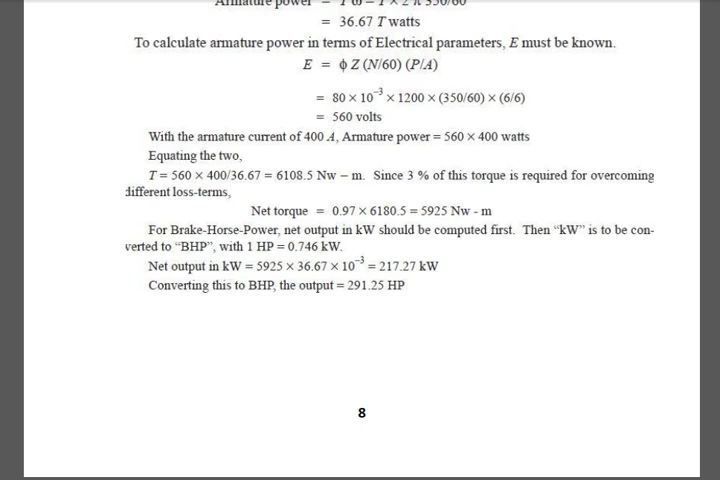 Armature power = T ω = T × 2 π 350/60
= 36.67 T watts
To calculate armature power in terms of Electrical parameters, E must be known.
E = ϕ Z (N/60) (P/A)
= 80 × 10⁻³ × 1200 × (350/60) × (6/6)
= 560 volts
With the armature current of 400 A, Armature power = 560 × 400 watts
Equating the two,
T = 560 × 400/36.67 = 6108.5 Nw – m. Since 3 % of this torque is required for overcoming
different loss-terms,
Net torque = 0.97 × 6180.5 = 5925 Nw - m
For Brake-Horse-Power, net output in kW should be computed first. Then “kW” is to be con-
verted to “BHP”, with 1 HP = 0.746 kW.
Net output in kW = 5925 × 36.67 × 10⁻³ = 217.27 kW
Converting this to BHP, the output = 291.25 HP
8